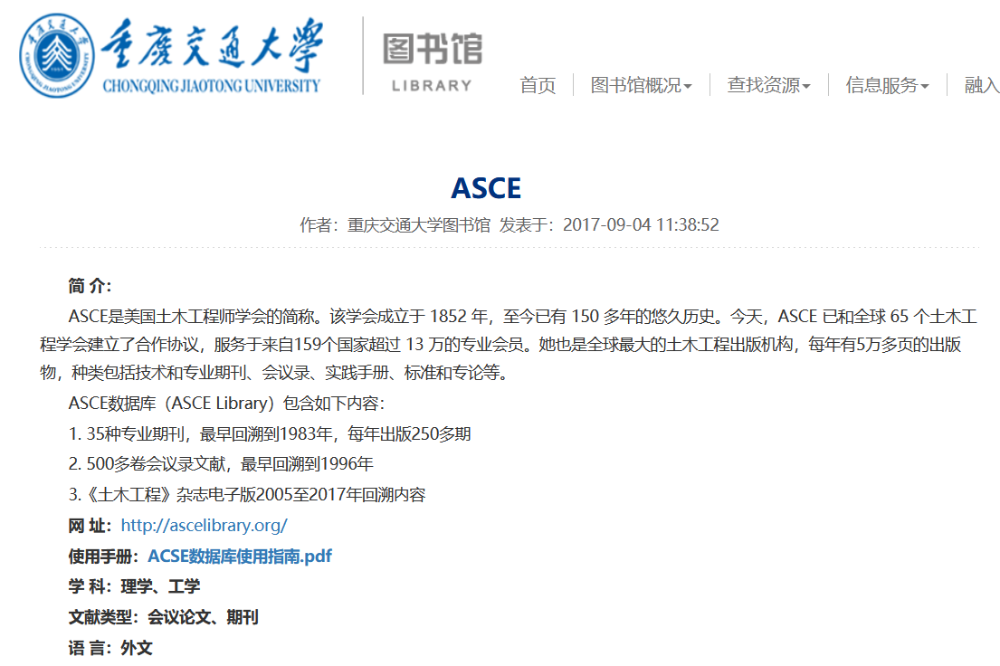 重庆交通大学
CHONGQING JIAOTONG UNIVERSITY
图书馆
LIBRARY
首页 图书馆概况 查找资源 信息服务 融入
ASCE
作者：重庆交通大学图书馆 发表于：2017-09-04 11:38:52
简 介：
ASCE是美国土木工程师学会的简称。该学会成立于 1852 年，至今已有 150 多年的悠久历史。今天，ASCE 已和全球 65 个土木工
程学会建立了合作协议，服务于来自159个国家超过 13 万的专业会员。她也是全球最大的土木工程出版机构，每年有5万多页的出版
物，种类包括技术和专业期刊、会议录、实践手册、标准和专论等。
ASCE数据库（ASCE Library）包含如下内容：
1. 35种专业期刊，最早回溯到1983年，每年出版250多期
2. 500多卷会议录文献，最早回溯到1996年
3.《土木工程》杂志电子版2005至2017年回溯内容
网 址：http://ascelibrary.org/
使用手册：ACSE数据库使用指南.pdf
学 科：理学、工学
文献类型：会议论文、期刊
语 言：外文